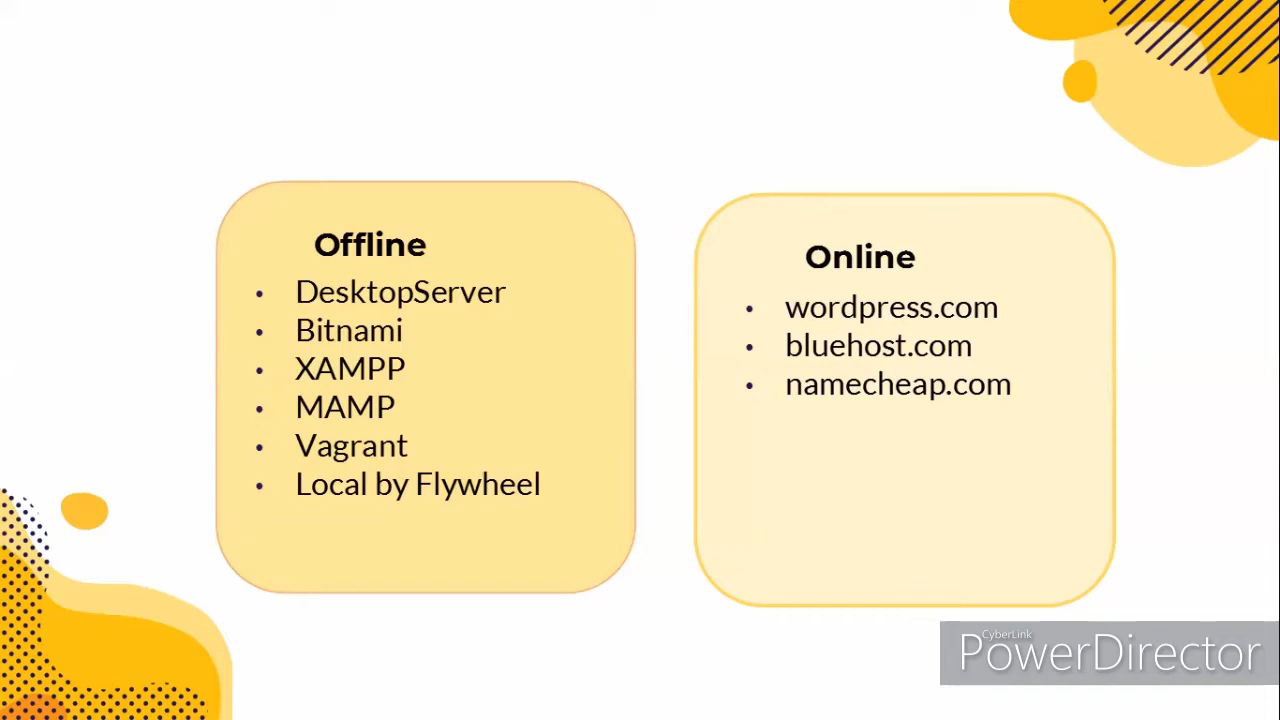 Offline
• DesktopServer
• Bitnami
• XAMPP
• MAMP
• Vagrant
• Local by Flywheel
Online
• wordpress.com
• bluehost.com
• namecheap.com
CyberLink
PowerDirector